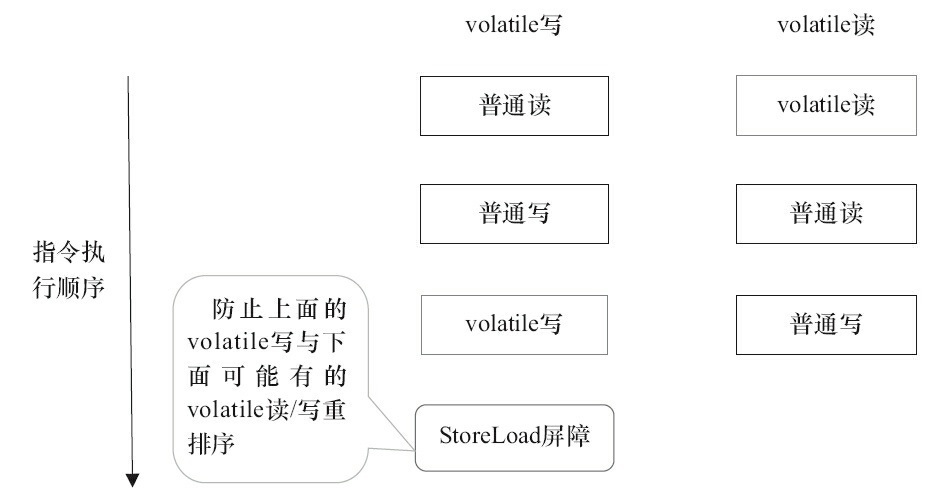 volatile写
volatile读
普通读
volatile读
普通写
普通读
指令执
行顺序
防止上面的
volatile写与下
面可能有的
volatile读/写重
排序
volatile写
普通写
StoreLoad屏障